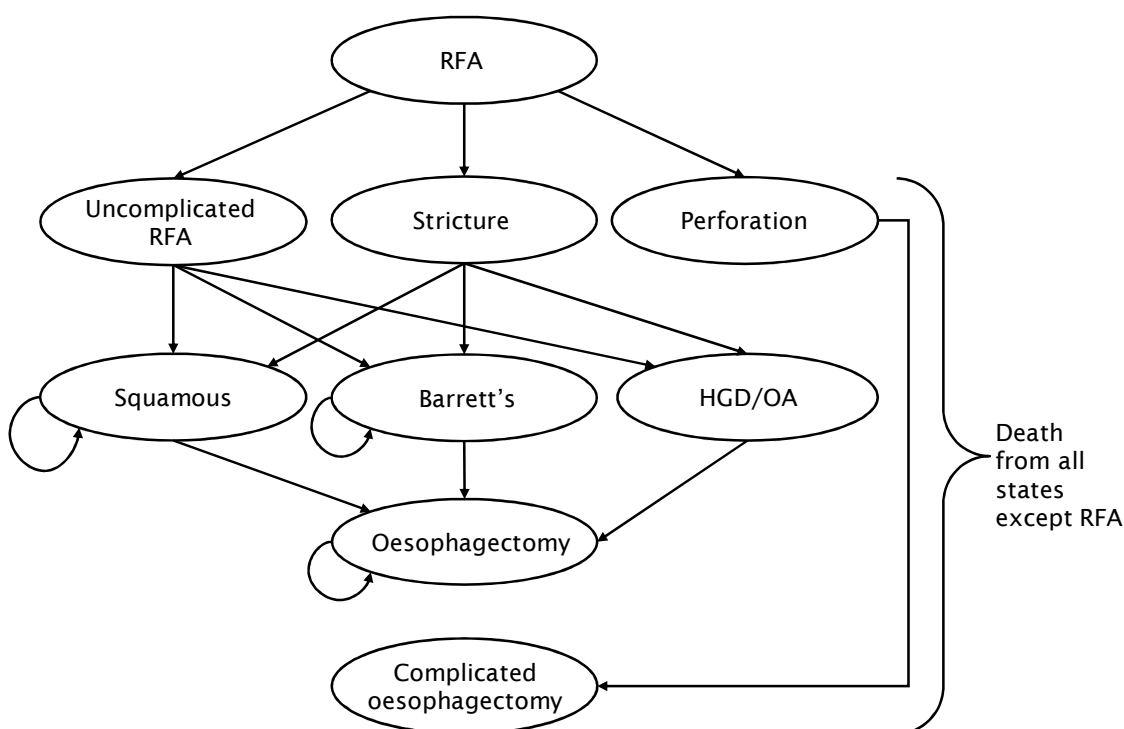 RFA
Uncomplicated
RFA
Stricture
Perforation
Squamous
Barrett’s
HGD/OA
Death
from all
states
except RFA
Oesophagectomy
Complicated
oesophagectomy